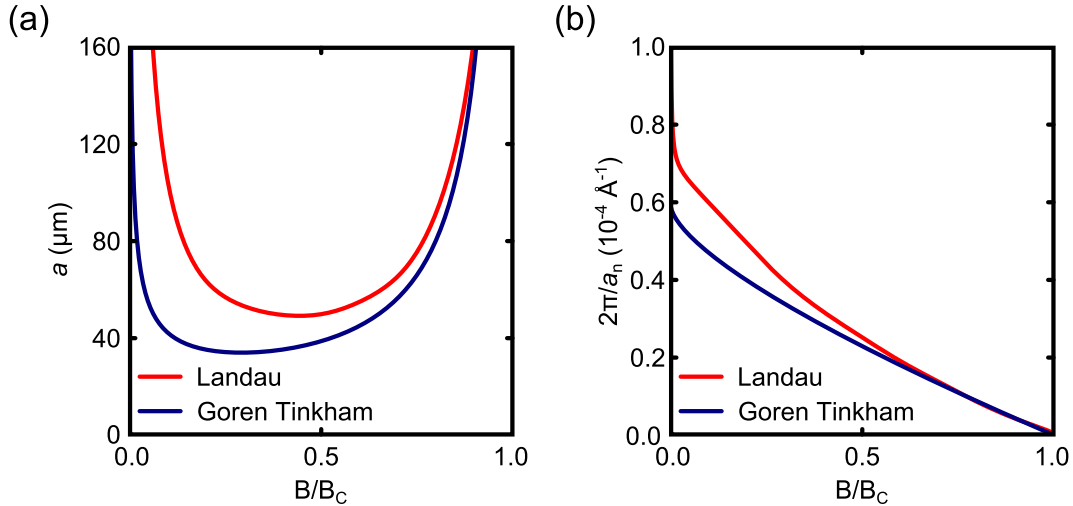 (a)
160
120
80
40
0
a (μm)
Landau
Goren Tinkham
0.0
0.5
1.0
B/B_C
(b)
1.0
0.8
0.6
0.4
0.2
0.0
2π/a_n (10⁻⁴ Å⁻¹)
Landau
Goren Tinkham
0.5
1.0
B/B_C